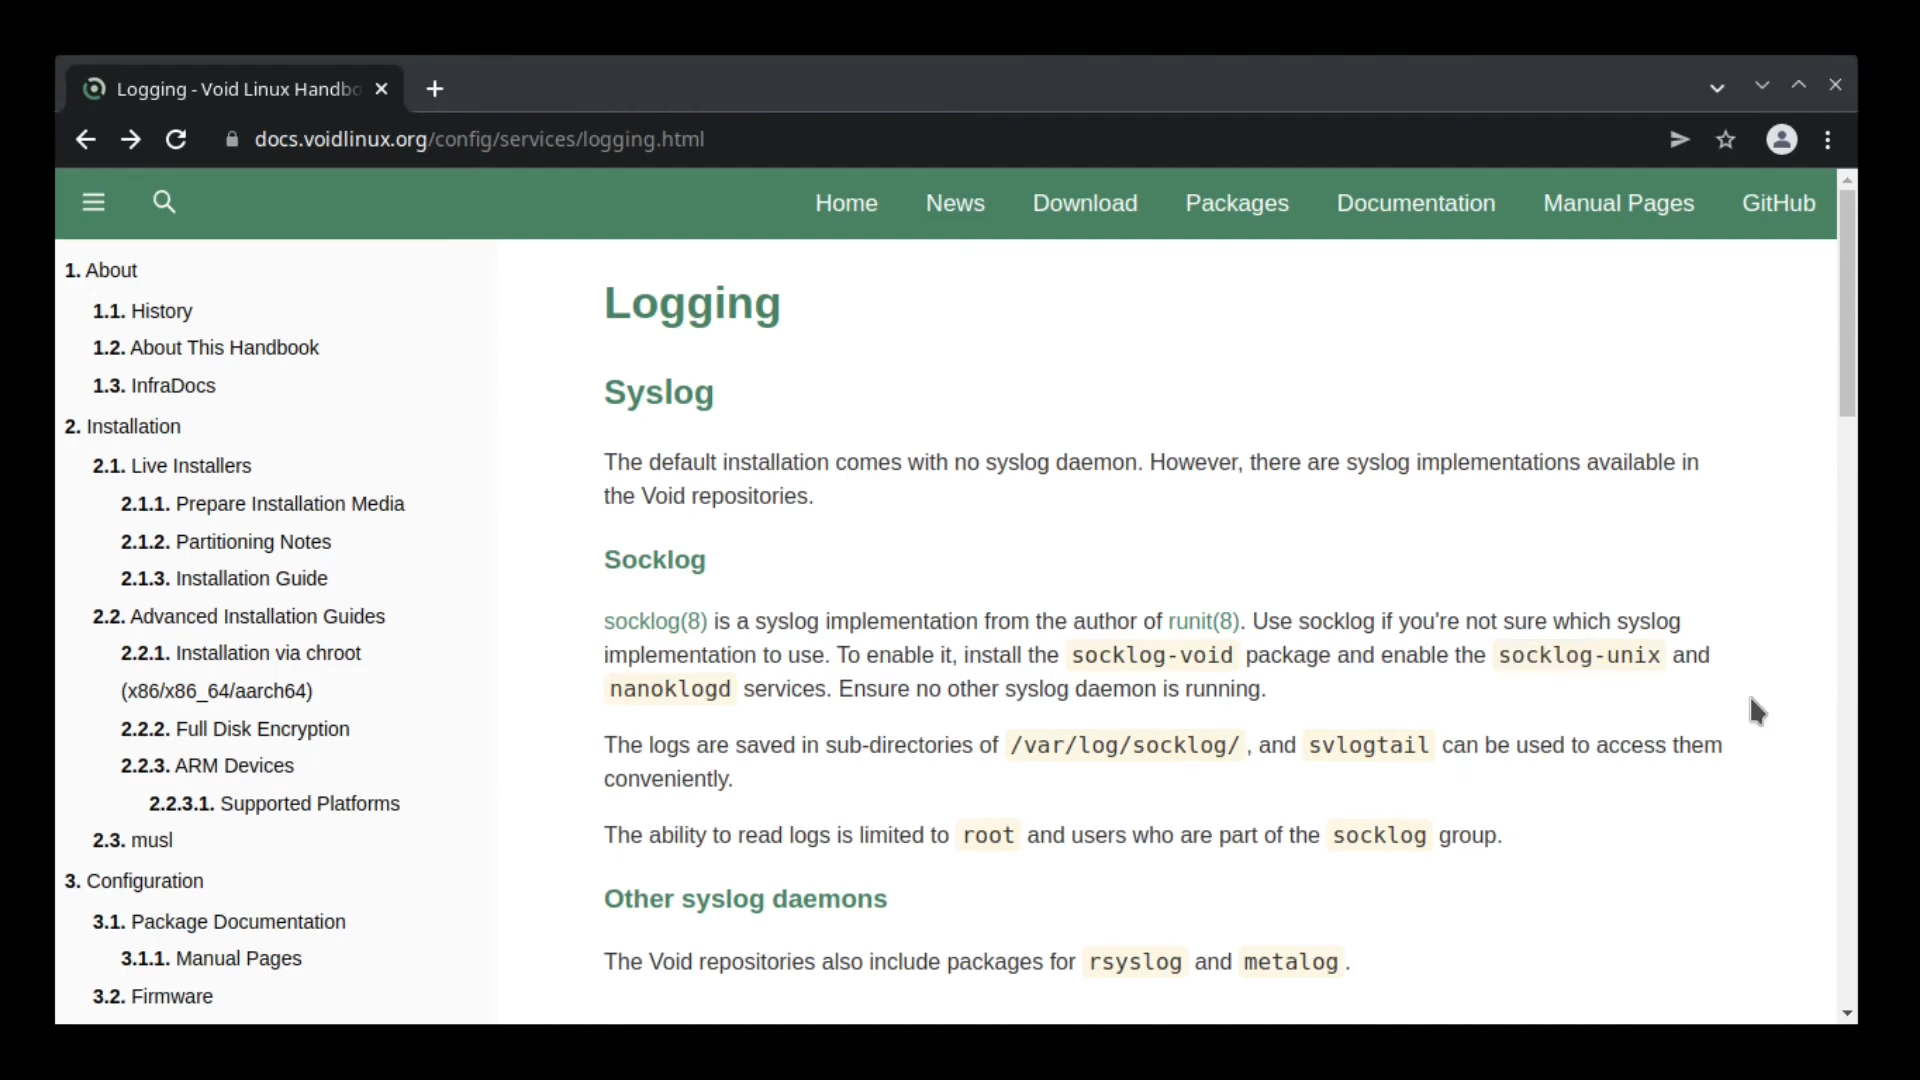 Logging - Void Linux Handbo
docs.voidlinux.org/config/services/logging.html
Home News Download Packages Documentation Manual Pages GitHub
1. About
1.1. History
1.2. About This Handbook
1.3. InfraDocs
2. Installation
2.1. Live Installers
2.1.1. Prepare Installation Media
2.1.2. Partitioning Notes
2.1.3. Installation Guide
2.2. Advanced Installation Guides
2.2.1. Installation via chroot
(x86/x86_64/aarch64)
2.2.2. Full Disk Encryption
2.2.3. ARM Devices
2.2.3.1. Supported Platforms
2.3. musl
3. Configuration
3.1. Package Documentation
3.1.1. Manual Pages
3.2. Firmware
Logging
Syslog
The default installation comes with no syslog daemon. However, there are syslog implementations available in
the Void repositories.
Socklog
socklog(8) is a syslog implementation from the author of runit(8). Use socklog if you're not sure which syslog
implementation to use. To enable it, install the socklog-void package and enable the socklog-unix and
nanoklogd services. Ensure no other syslog daemon is running.
The logs are saved in sub-directories of /var/log/socklog/, and svlogtail can be used to access them
conveniently.
The ability to read logs is limited to root and users who are part of the socklog group.
Other syslog daemons
The Void repositories also include packages for rsyslog and metalog.